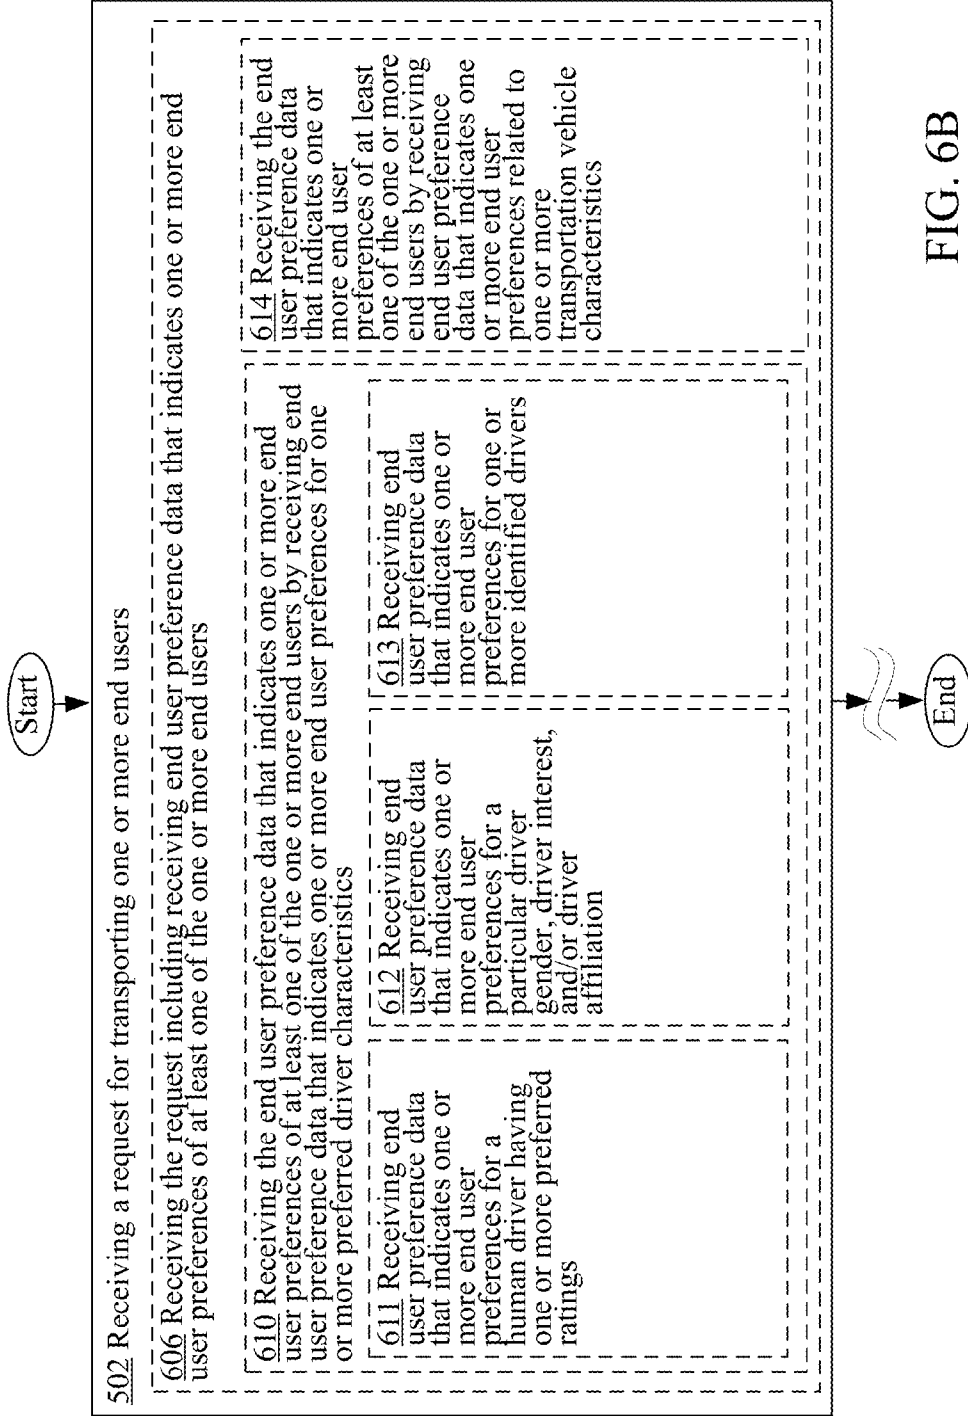 Start
502 Receiving a request for transporting one or more end users
606 Receiving the request including receiving end user preference data that indicates one or more end
user preferences of at least one of the one or more end users
610 Receiving the end user preference data that indicates one or more end
user preferences of at least one of the one or more end users by receiving end
user preference data that indicates one or more end user preferences for one
or more preferred driver characteristics
611 Receiving end
user preference data
that indicates one or
more end user
preferences for a
human driver having
one or more preferred
ratings
612 Receiving end
user preference data
that indicates one or
more end user
preferences for a
particular driver
gender, driver interest,
and/or driver
affiliation
613 Receiving end
user preference data
that indicates one or
more end user
preferences for one or
more identified drivers
614 Receiving the end
user preference data
that indicates one or
more end user
preferences of at least
one of the one or more
end users by receiving
end user preference
data that indicates one
or more end user
preferences related to
one or more
transportation vehicle
characteristics
End
FIG. 6B